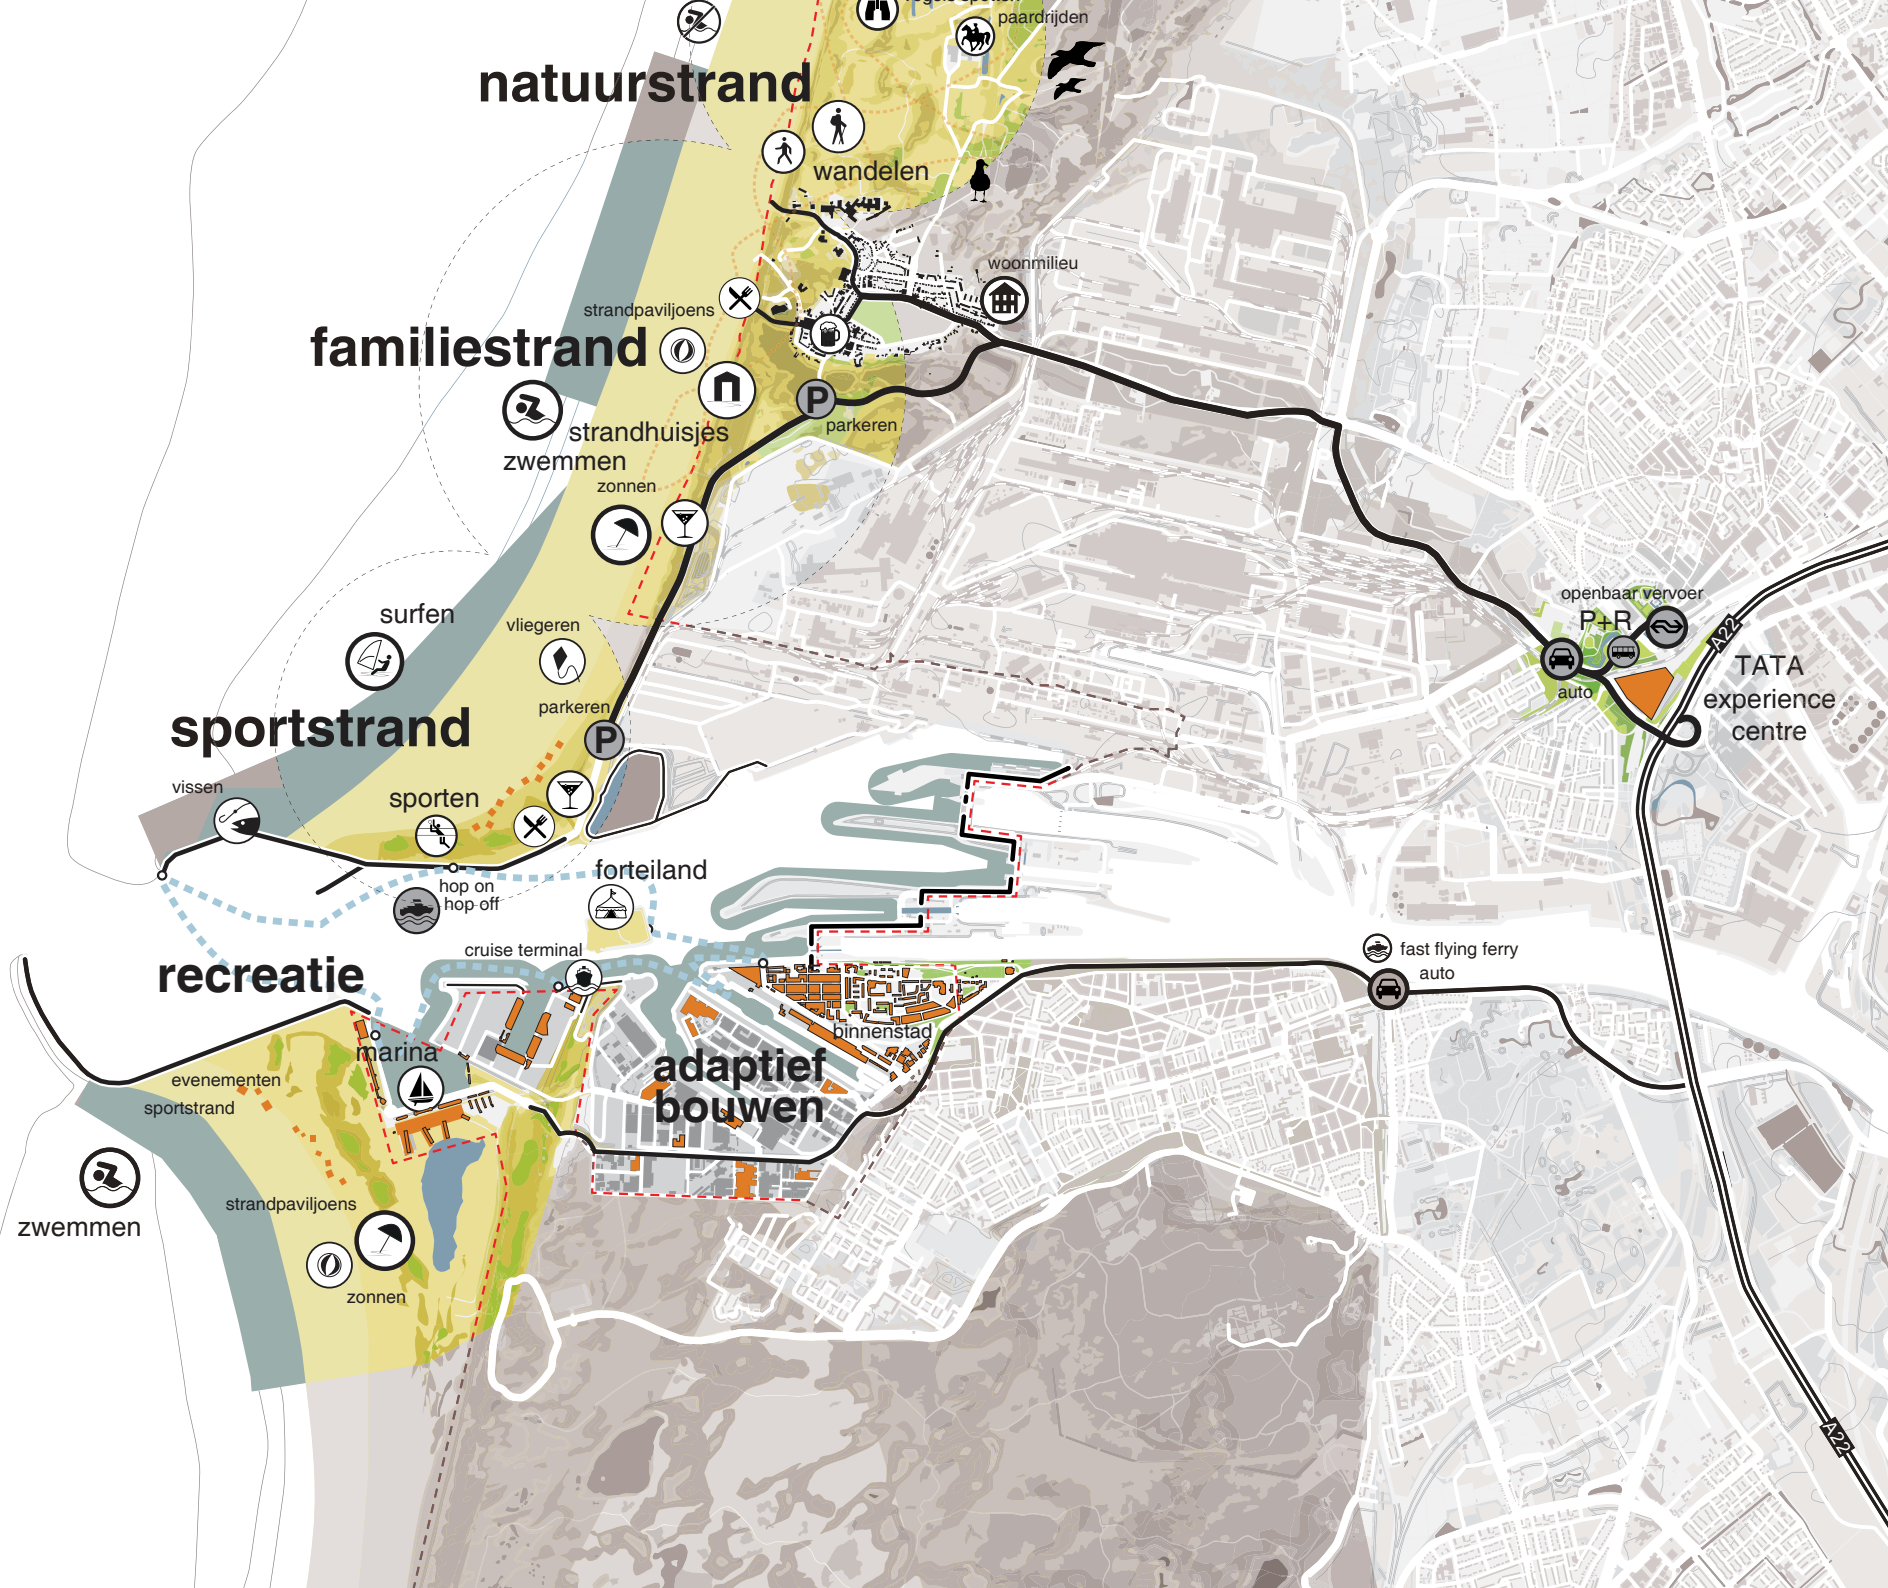 paardrijden
natuurstrand
wandelen
woonmilieu
strandpaviljoens
familiestrand
P
parkeren
strandhuisjes
zwemmen
zonnen
surfen
vliegeren
openbaar vervoer
P+R
A22
auto
TATA
experience
centre
parkeren
P
sportstrand
vissen
sporten
forteiland
hop on
hop off
cruise terminal
fast flying ferry
auto
recreatie
binnenstad
marina
adaptief
bouwen
evenementen
sportstrand
zwemmen
strandpaviljoens
zonnen
A22